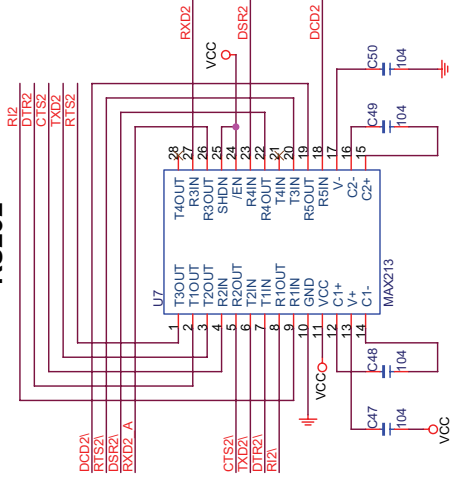 RS232
RI2
DTR2
CTS2
TXD2
RTS2
RXD2
DSR2
DCD2
VCC
DCD2\
RTS2\
DSR2\
RXD2_A
CTS2\
TXD2\
DTR2\
RI2\
U7
1 T3OUT
2 T1OUT
3 T2OUT
4 R2IN
5 R2OUT
6 T2IN
7 T1IN
8 R1OUT
9 R1IN
10 GND
11 VCC
12 C1+
13 V+
14 C1-
T4OUT 28
R3IN 27
R3OUT 26
SHDN 25
/EN 24
R4IN 23
R4OUT 22
T4IN 21
T3IN 20
R5OUT 19
R5IN 18
V- 17
C2- 16
C2+ 15
MAX213
VCC
C48
104
C47
104
VCC
C50
104
C49
104